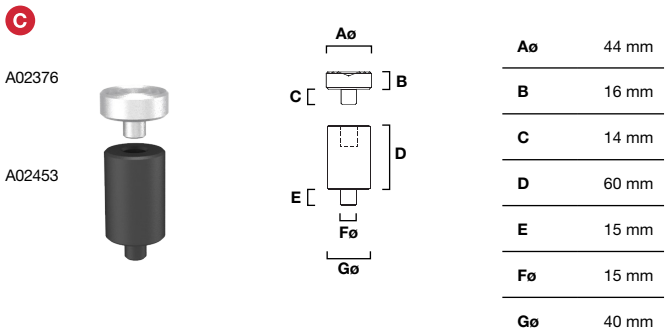 C
A02376
A02453
Aø
B
C
D
E
Fø
Gø
Aø 44 mm
B 16 mm
C 14 mm
D 60 mm
E 15 mm
Fø 15 mm
Gø 40 mm